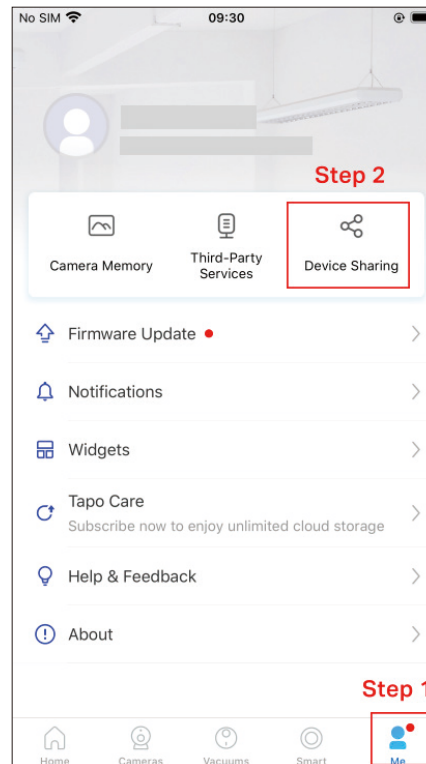 No SIM 09:30
Step 2
Camera Memory
Third-Party
Services
Device Sharing
Firmware Update
Notifications
Widgets
Tapo Care
Subscribe now to enjoy unlimited cloud storage
Help & Feedback
About
Step 1
Home Cameras Vacuums Smart Me